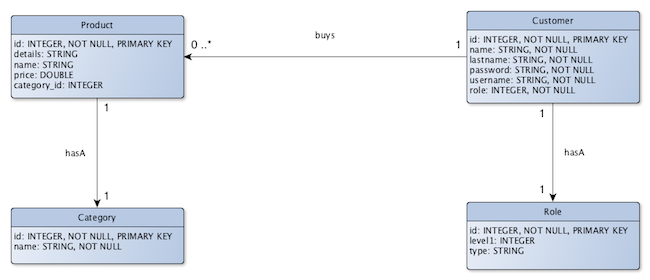 Product
id: INTEGER, NOT NULL, PRIMARY KEY
details: STRING
name: STRING
price: DOUBLE
category_id: INTEGER
0 ..*
buys
1
Customer
id: INTEGER, NOT NULL, PRIMARY KEY
name: STRING, NOT NULL
lastname: STRING, NOT NULL
password: STRING, NOT NULL
username: STRING, NOT NULL
role: INTEGER, NOT NULL
1
hasA
1
1
hasA
1
Category
id: INTEGER, NOT NULL, PRIMARY KEY
name: STRING, NOT NULL
Role
id: INTEGER, NOT NULL, PRIMARY KEY
level1: INTEGER
type: STRING